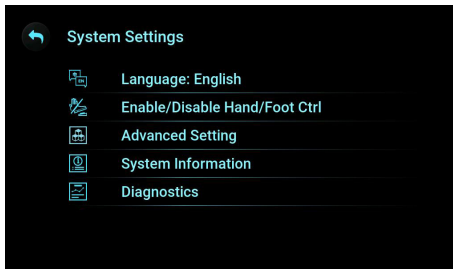 System Settings
Language: English
Enable/Disable Hand/Foot Ctrl
Advanced Setting
System Information
Diagnostics